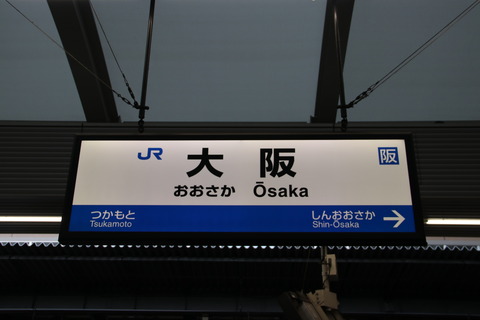 JR 大阪 阪
おおさか Ōsaka
つかもと しんおおさか →
Tsukamoto Shin-Ōsaka